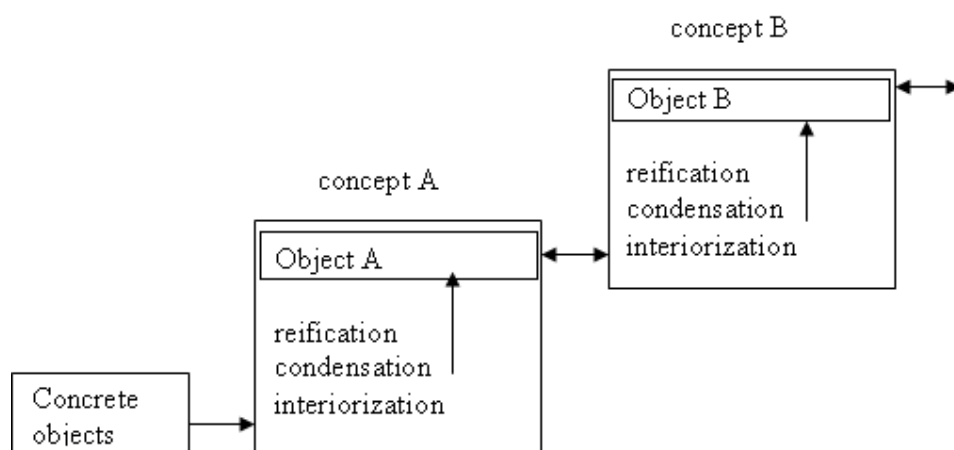 concept B
Object B
reification
condensation
interiorization
concept A
Object A
reification
condensation
interiorization
Concrete
objects